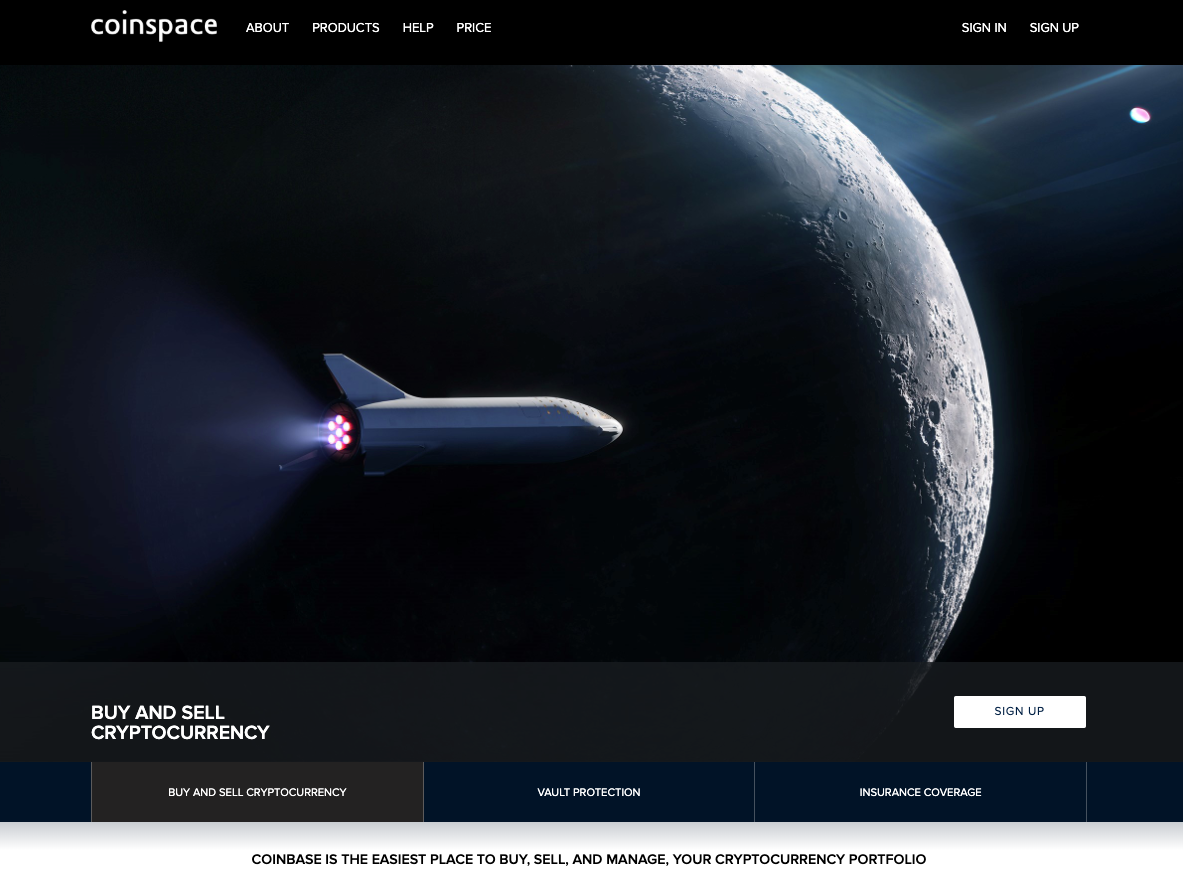 coinspace ABOUT PRODUCTS HELP PRICE SIGN IN SIGN UP
BUY AND SELL
CRYPTOCURRENCY
SIGN UP
BUY AND SELL CRYPTOCURRENCY VAULT PROTECTION INSURANCE COVERAGE
COINBASE IS THE EASIEST PLACE TO BUY, SELL, AND MANAGE, YOUR CRYPTOCURRENCY PORTFOLIO